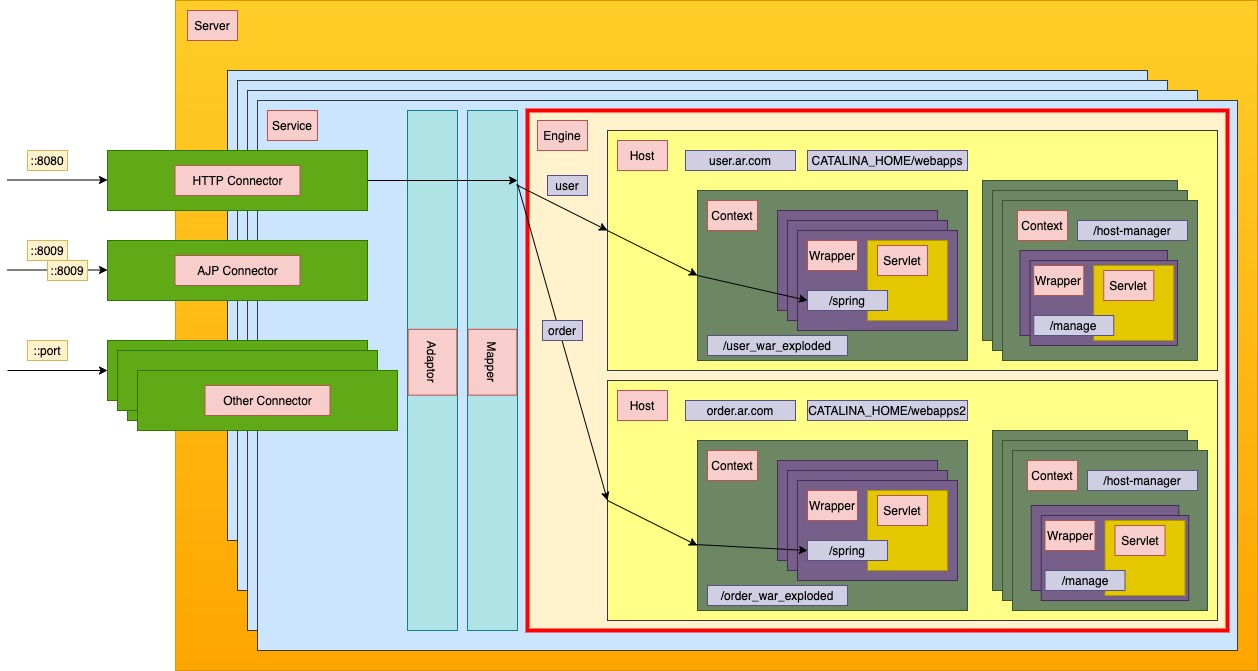 Server
Service
::8080
HTTP Connector
::8009
::8009
AJP Connector
::port
Other Connector
Adaptor
Mapper
Engine
user
order
Host
user.ar.com
CATALINA_HOME/webapps
Context
Wrapper
Servlet
/spring
/user_war_exploded
Context
/host-manager
Wrapper
Servlet
/manage
Host
order.ar.com
CATALINA_HOME/webapps2
Context
Wrapper
Servlet
/spring
/order_war_exploded
Context
/host-manager
Wrapper
Servlet
/manage